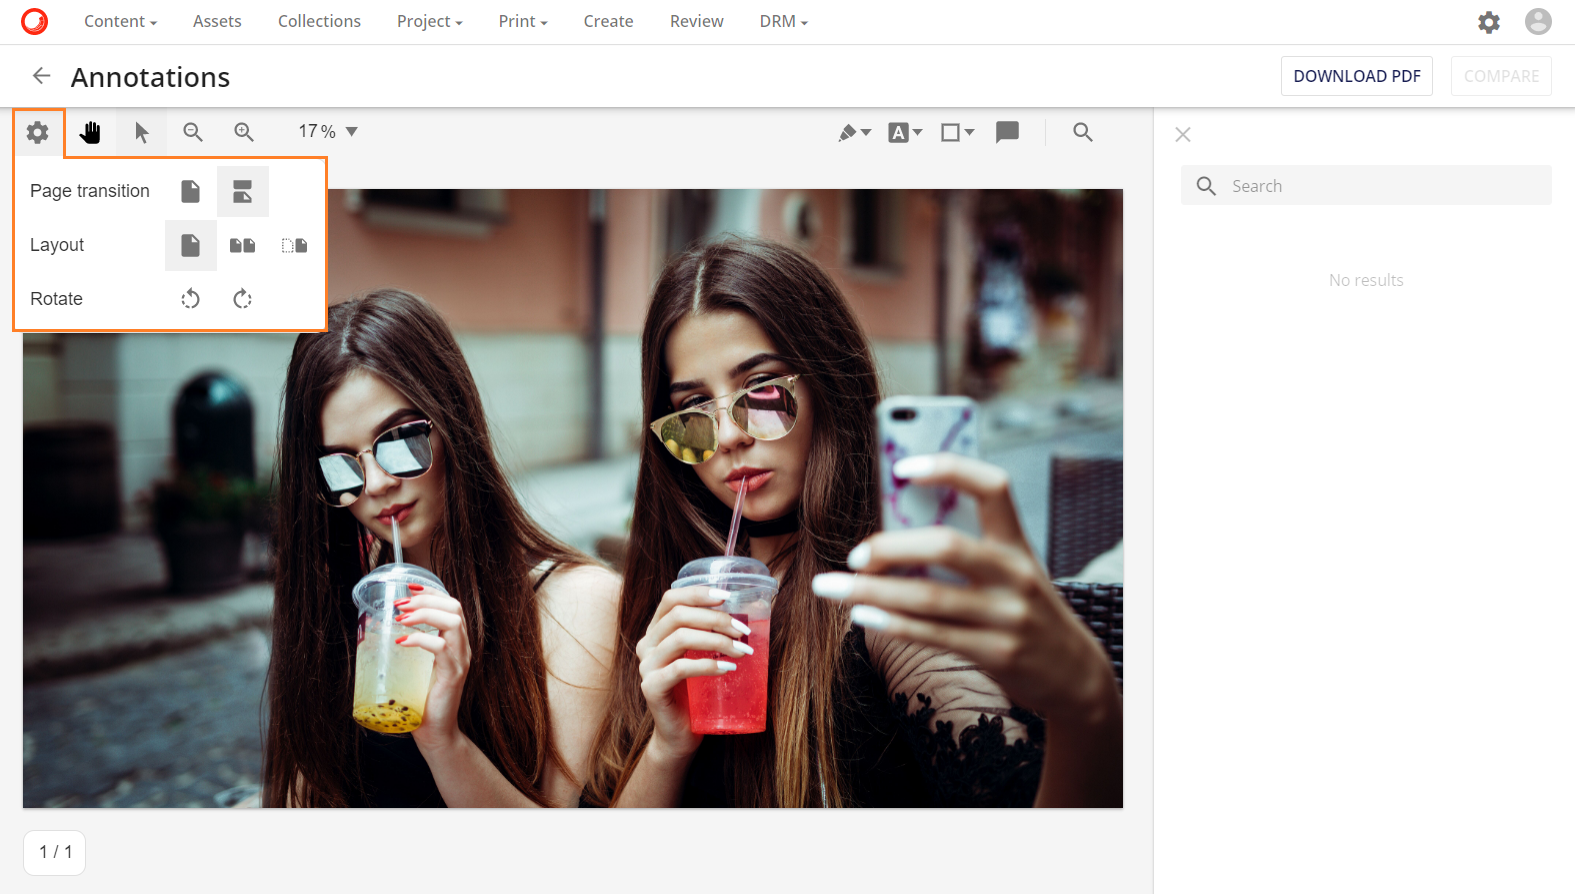 Content Assets Collections Project Print Create Review DRM
Annotations
DOWNLOAD PDF COMPARE
17 % A
Page transition
Layout
Rotate
Search
No results
1 / 1